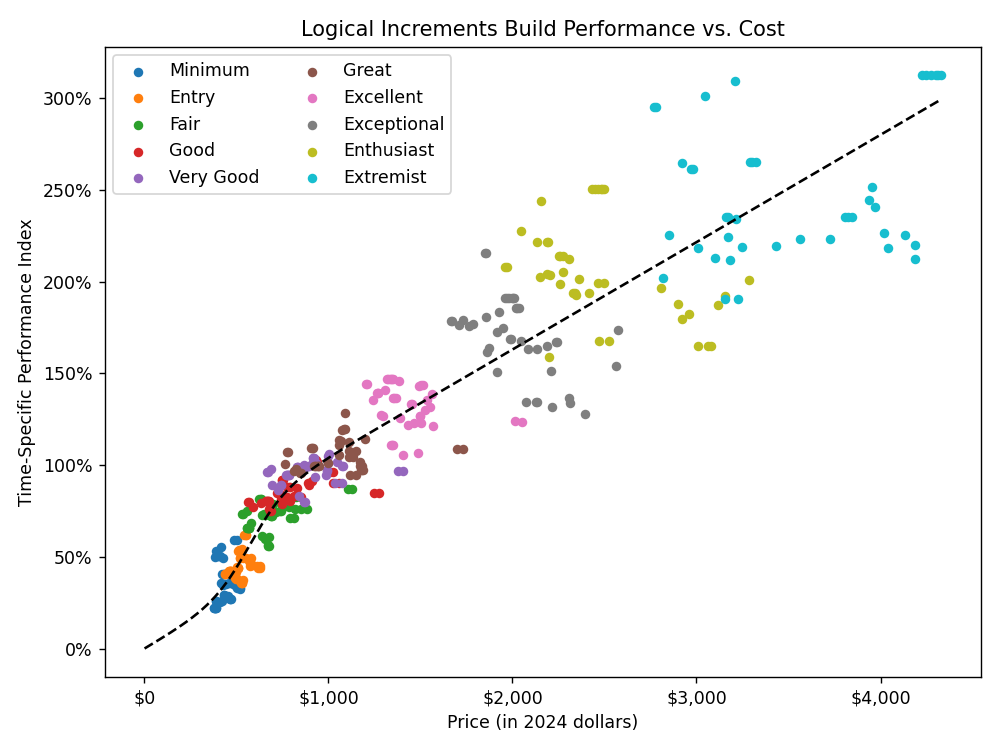 Logical Increments Build Performance vs. Cost
Minimum
Entry
Fair
Good
Very Good
Great
Excellent
Exceptional
Enthusiast
Extremist
Time-Specific Performance Index
300%
250%
200%
150%
100%
50%
0%
$0
$1,000
$2,000
$3,000
$4,000
Price (in 2024 dollars)